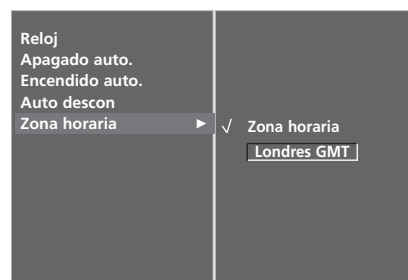 Reloj
Apagado auto.
Encendido auto.
Auto descon
Zona horaria ► √ Zona horaria
Londres GMT